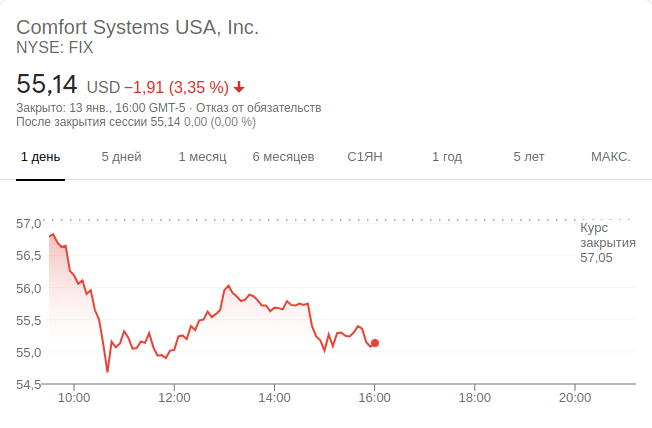 Comfort Systems USA, Inc.
NYSE: FIX
55,14 USD −1,91 (3,35 %)
Закрыто: 13 янв., 16:00 GMT-5 · Отказ от обязательств
После закрытия сессии 55,14 0,00 (0,00 %)
1 день 5 дней 1 месяц 6 месяцев С1ЯН 1 год 5 лет МАКС.
57,0
56,5
56,0
55,5
55,0
54,5
Курс
закрытия
57,05
10:00 12:00 14:00 16:00 18:00 20:00